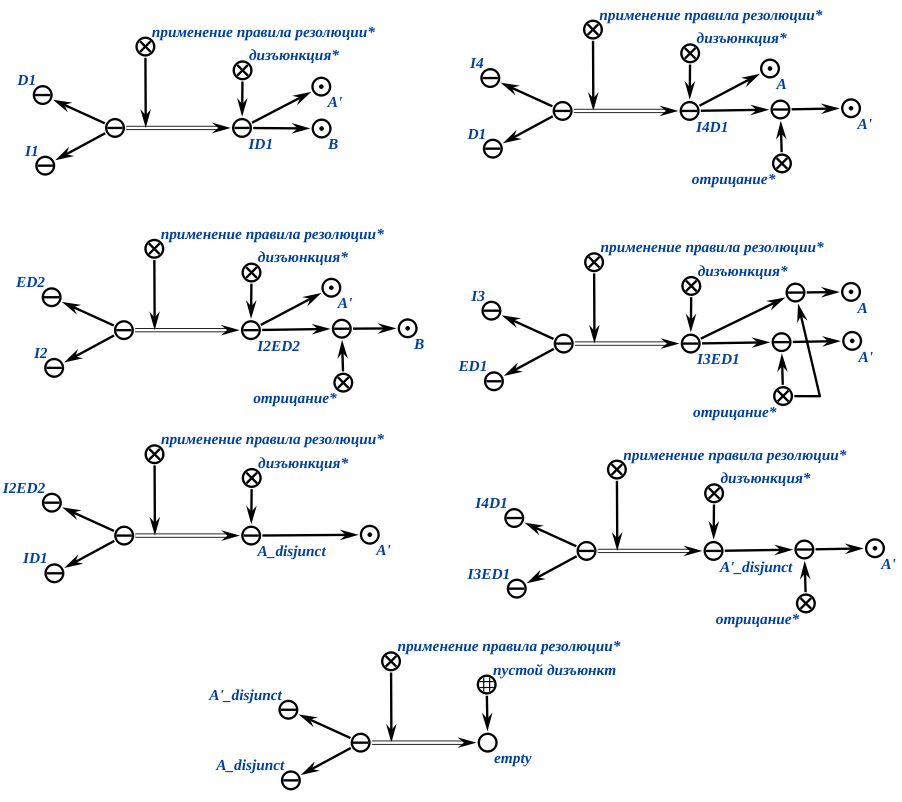 применение правила резолюции*
дизъюнкция*
D1
A'
I1
ID1
B
применение правила резолюции*
дизъюнкция*
I4
A
D1
I4D1
A'
отрицание*
применение правила резолюции*
дизъюнкция*
ED2
A'
I2
I2ED2
B
отрицание*
применение правила резолюции*
дизъюнкция*
I3
A
ED1
I3ED1
A'
отрицание*
применение правила резолюции*
дизъюнкция*
I2ED2
ID1
A_disjunct
A'
применение правила резолюции*
дизъюнкция*
I4D1
I3ED1
A'_disjunct
A'
отрицание*
применение правила резолюции*
пустой дизъюнкт
A'_disjunct
A_disjunct
empty